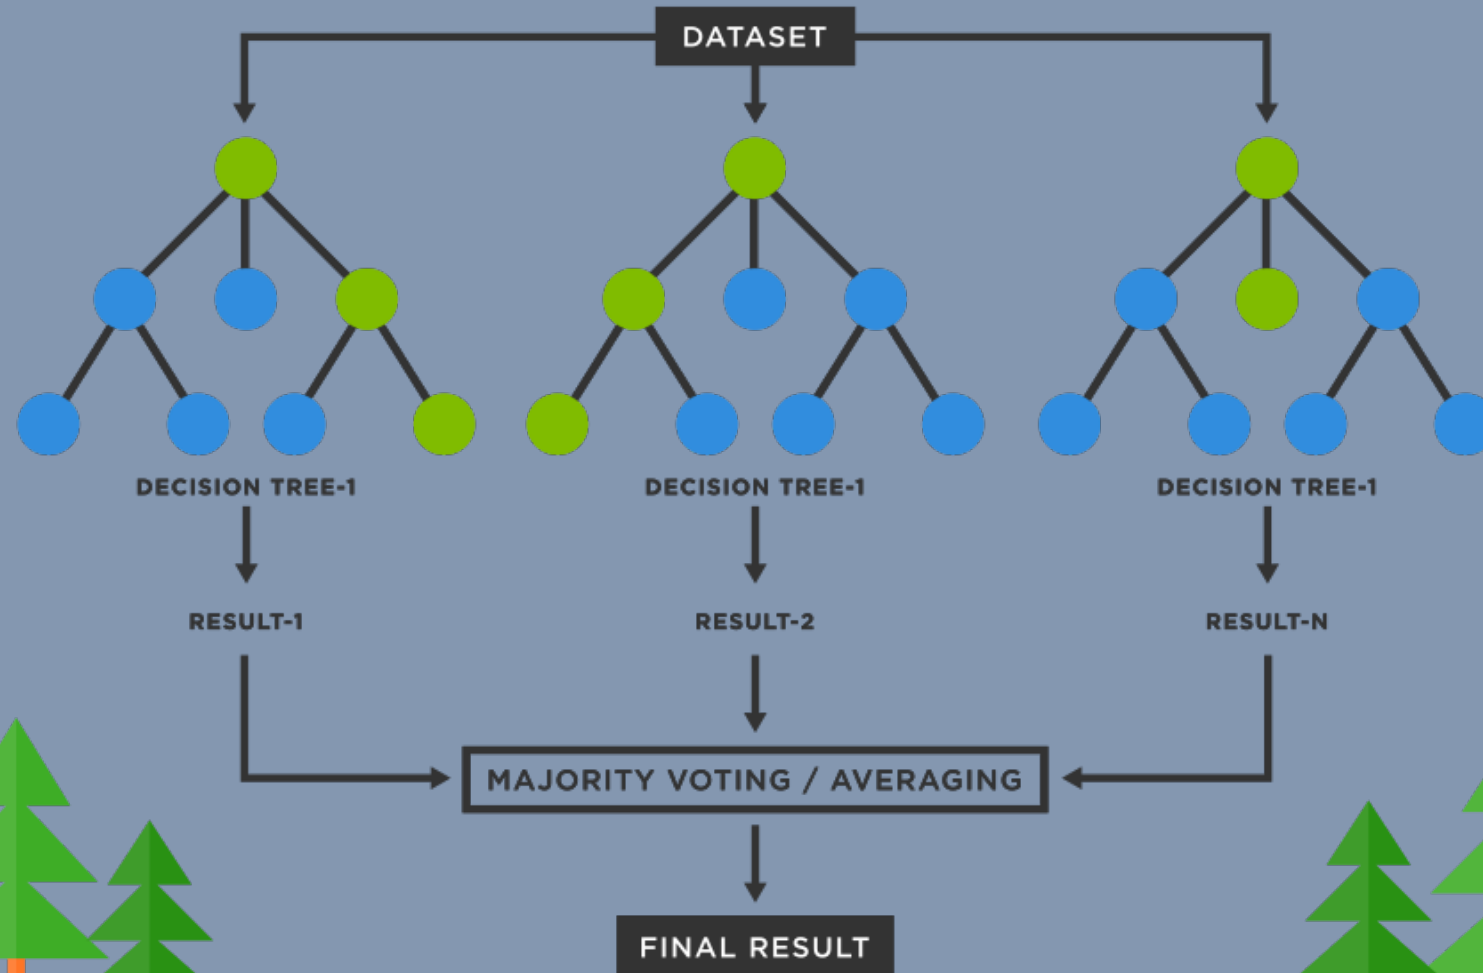 DATASET
DECISION TREE-1
DECISION TREE-1
DECISION TREE-1
RESULT-1
RESULT-2
RESULT-N
MAJORITY VOTING / AVERAGING
FINAL RESULT